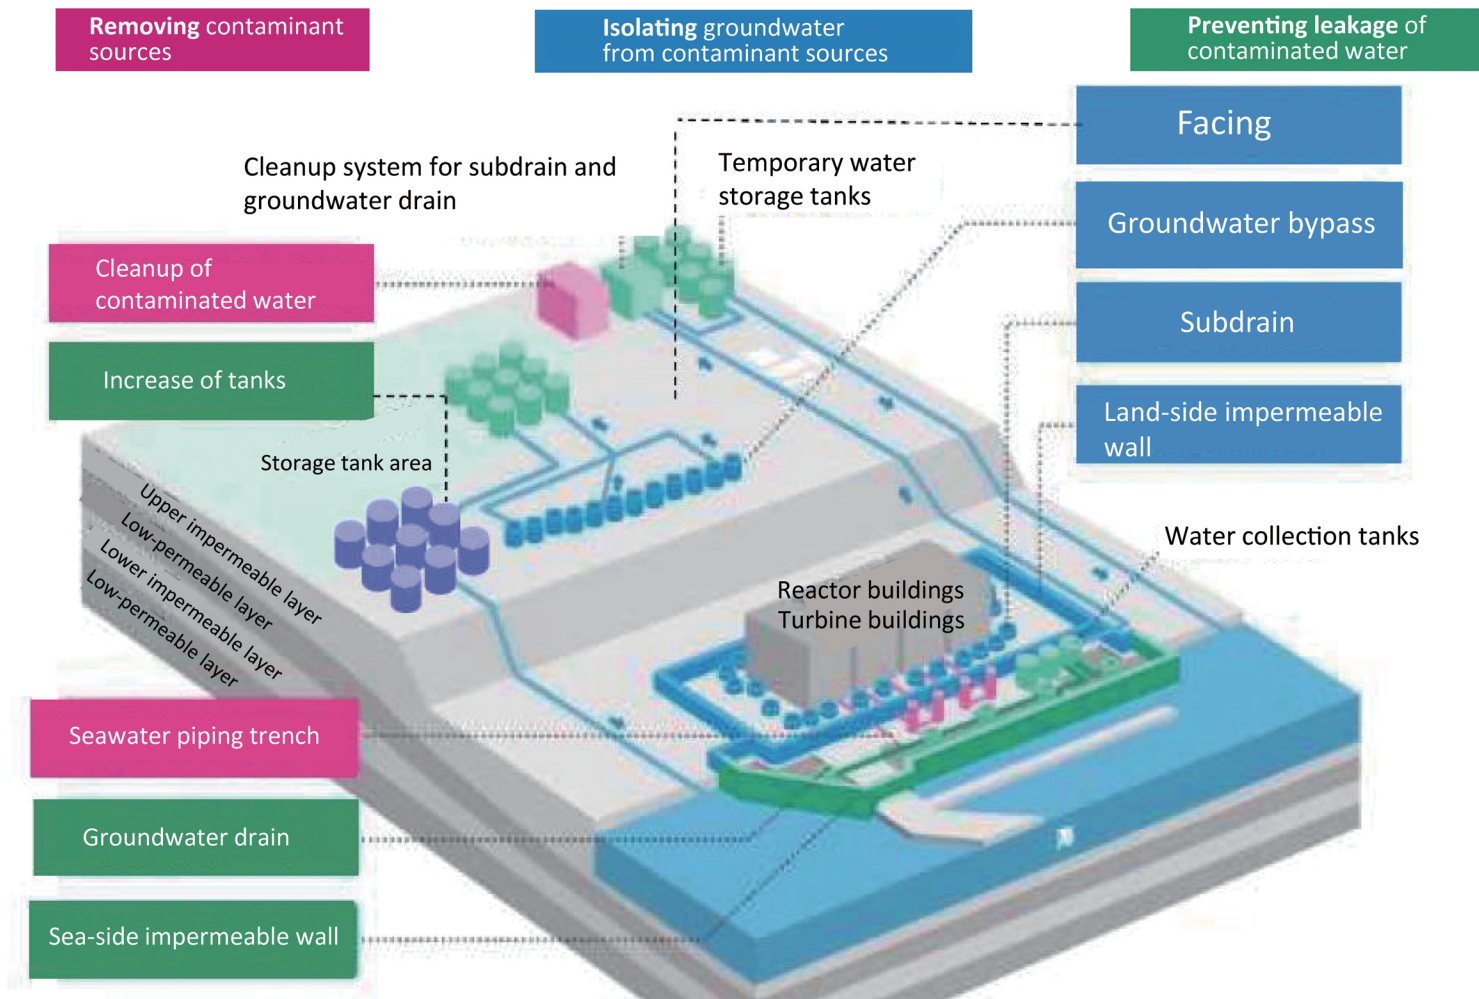 Removing contaminant
sources
Isolating groundwater
from contaminant sources
Preventing leakage of
contaminated water
Facing
Cleanup system for subdrain and
groundwater drain
Temporary water
storage tanks
Groundwater bypass
Cleanup of
contaminated water
Subdrain
Increase of tanks
Land-side impermeable
wall
Storage tank area
Upper impermeable layer
Low-permeable layer
Lower impermeable layer
Low-permeable layer
Water collection tanks
Reactor buildings
Turbine buildings
Seawater piping trench
Groundwater drain
Sea-side impermeable wall